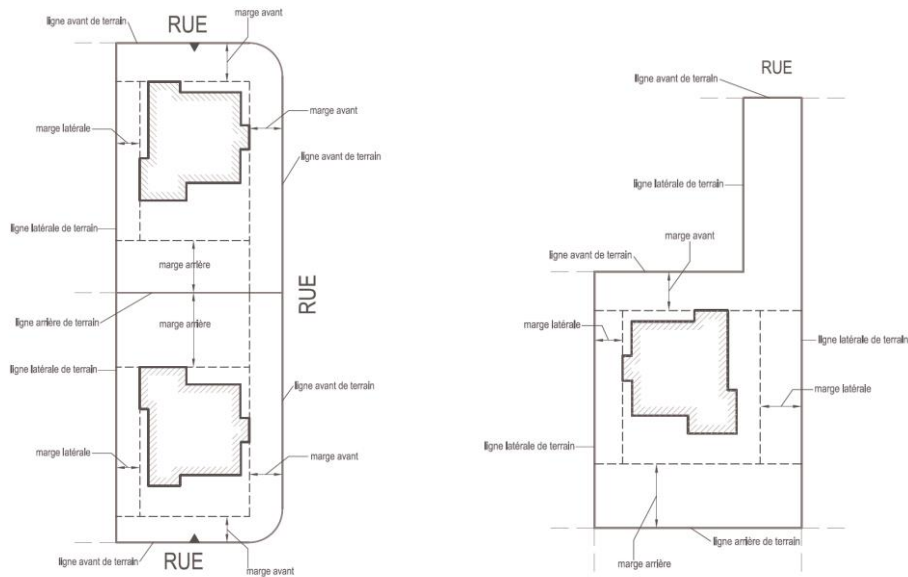 ligne avant de terrain
RUE
marge avant
marge avant
marge latérale
ligne avant de terrain
ligne latérale de terrain
marge arrière
RUE
ligne arrière de terrain
marge arrière
ligne latérale de terrain
ligne avant de terrain
marge latérale
marge avant
ligne avant de terrain
RUE
marge avant
RUE
ligne avant de terrain
ligne latérale de terrain
marge avant
ligne avant de terrain
marge latérale
ligne latérale de terrain
marge latérale
ligne latérale de terrain
ligne arrière de terrain
marge arrière